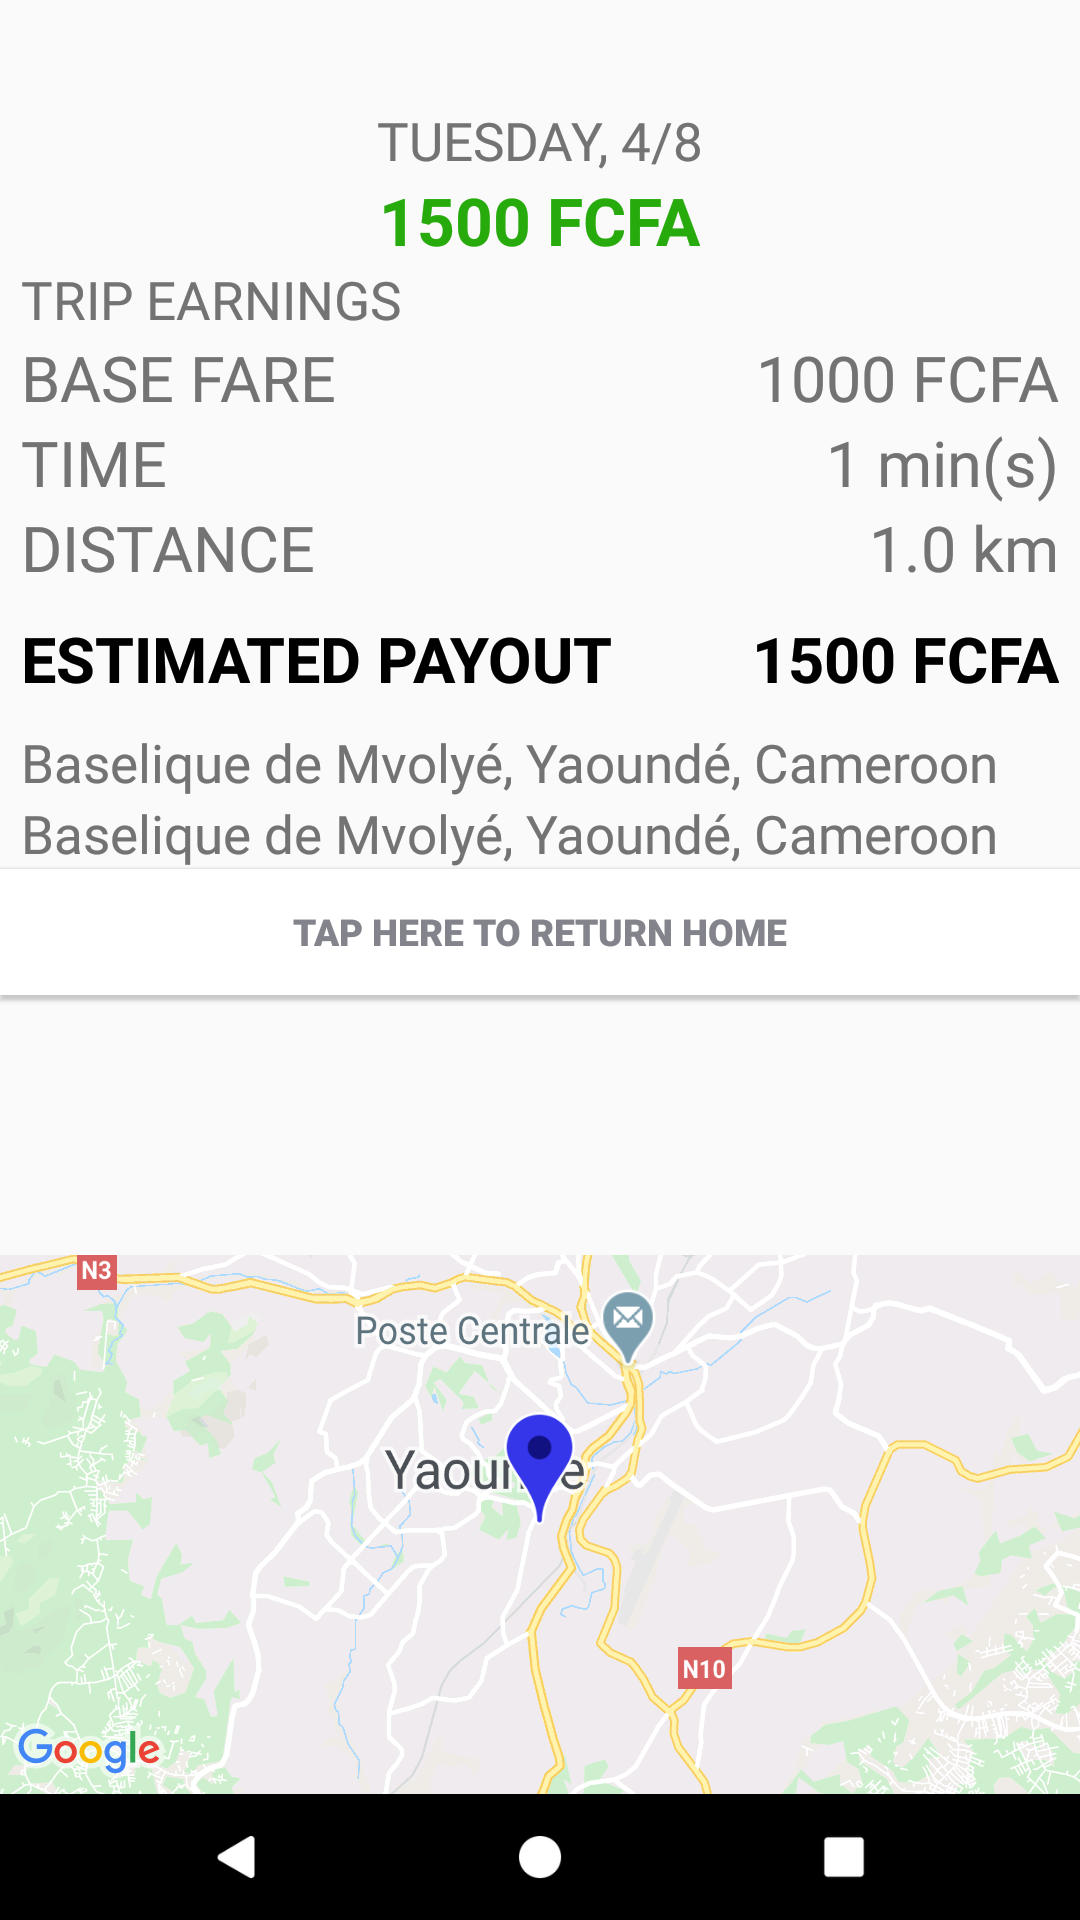 TUESDAY, 4/8
1500 FCFA
TRIP EARNINGS
BASE FARE 1000 FCFA
TIME 1 min(s)
DISTANCE 1.0 km
ESTIMATED PAYOUT 1500 FCFA
Baselique de Mvolyé, Yaoundé, Cameroon
Baselique de Mvolyé, Yaoundé, Cameroon
TAP HERE TO RETURN HOME
N3
Poste Centrale
N10
Google